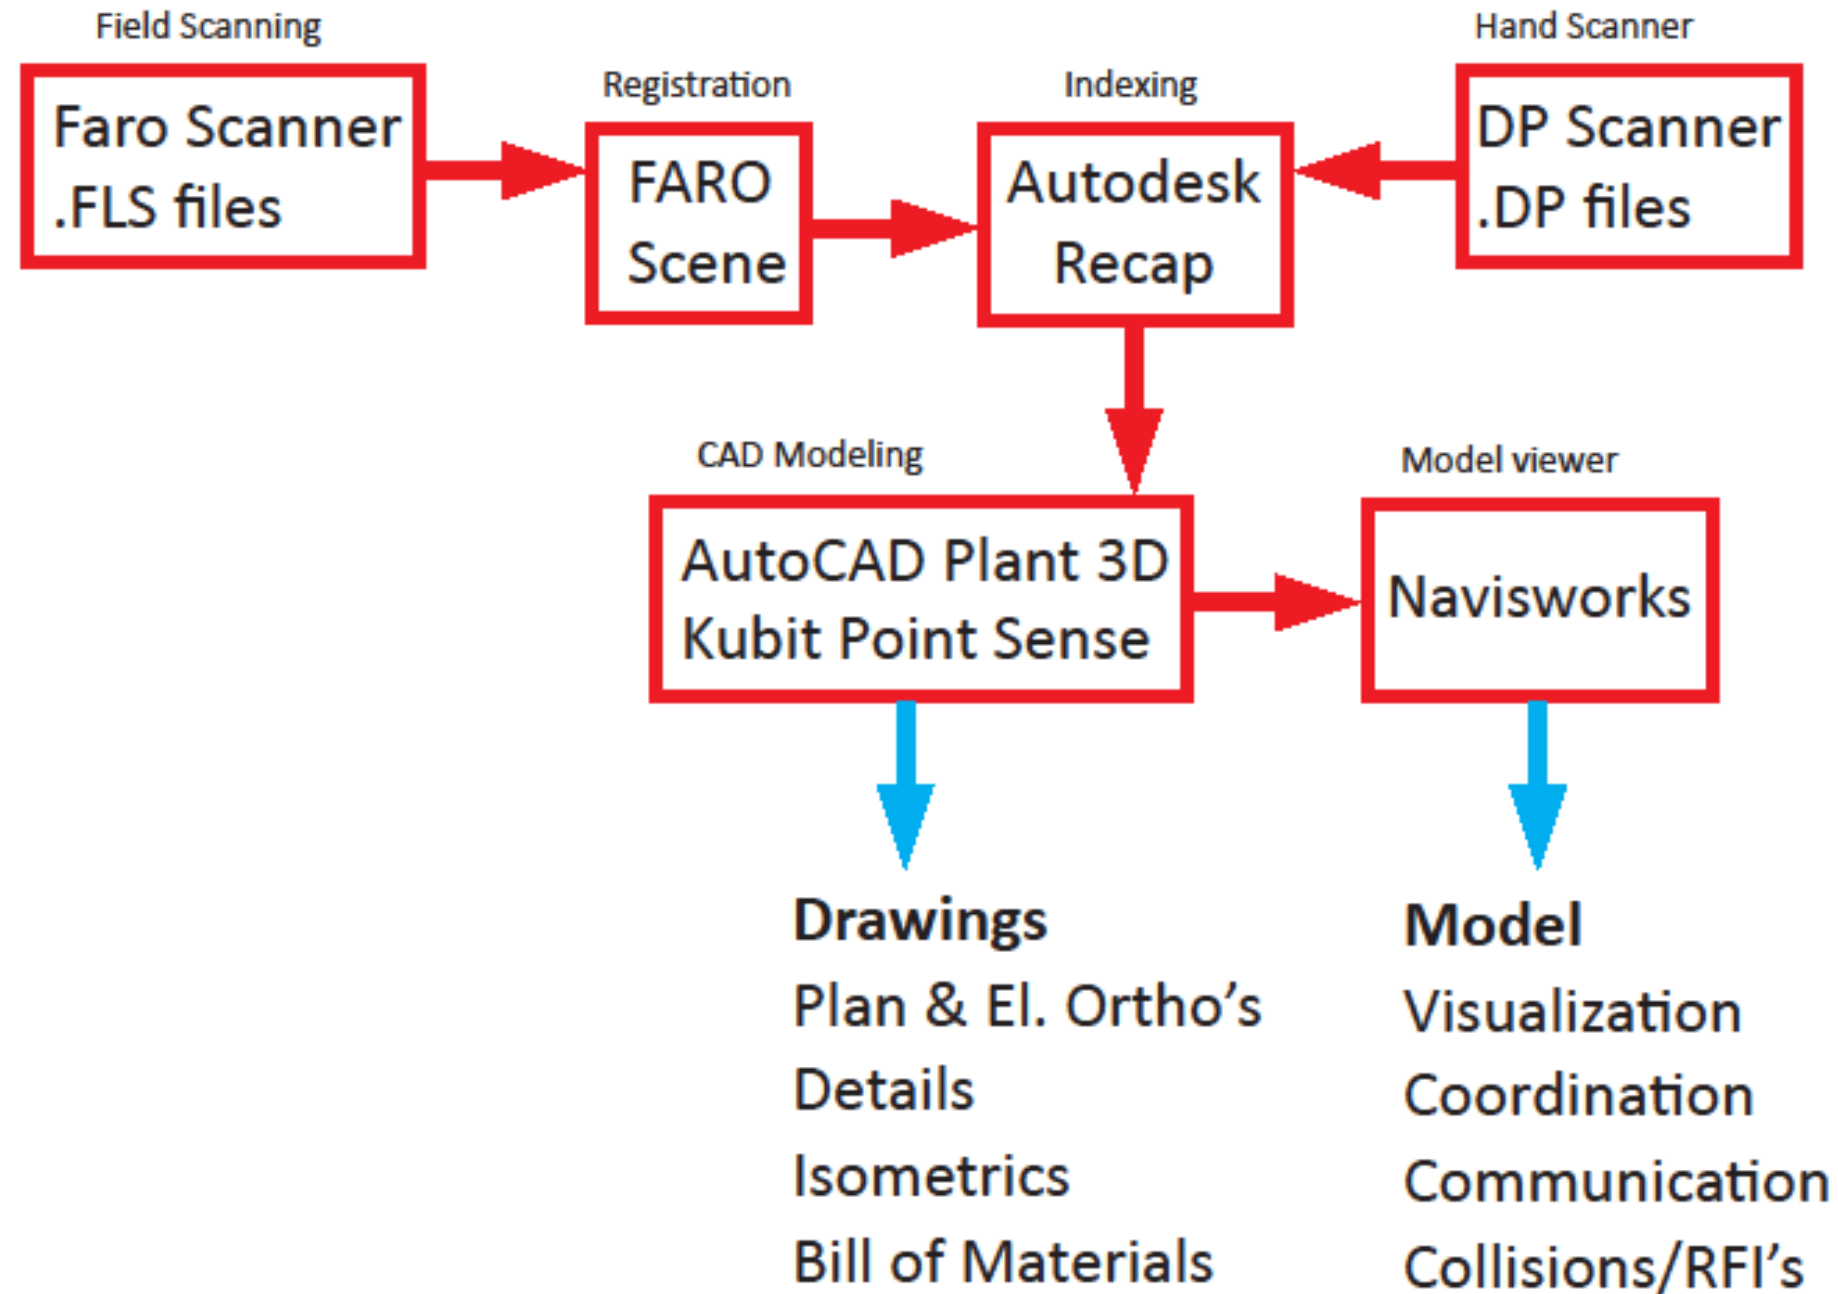 Field Scanning
Faro Scanner
.FLS files
Registration
FARO
Scene
Indexing
Autodesk
Recap
Hand Scanner
DP Scanner
.DP files
CAD Modeling
AutoCAD Plant 3D
Kubit Point Sense
Model viewer
Navisworks
Drawings
Plan & El. Ortho’s
Details
Isometrics
Bill of Materials
Model
Visualization
Coordination
Communication
Collisions/RFI’s